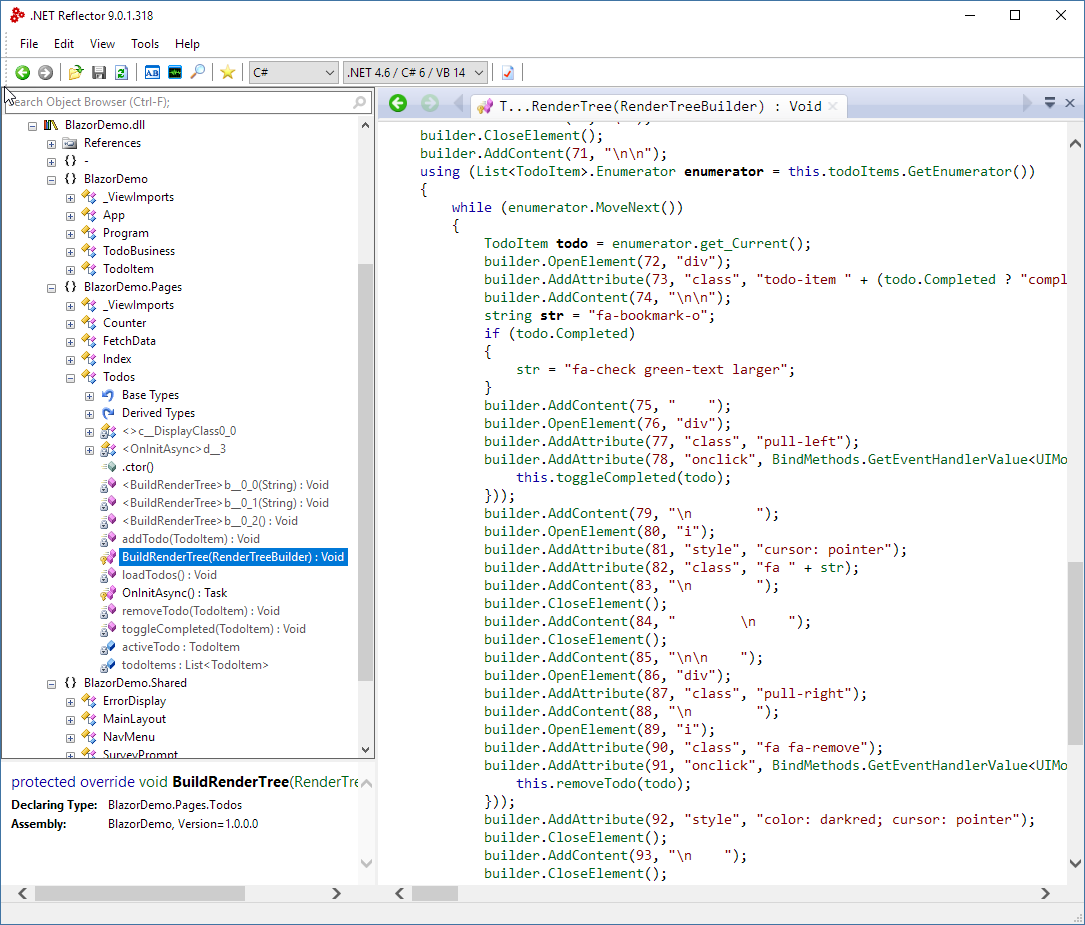 .NET Reflector 9.0.1.318
File Edit View Tools Help
C# .NET 4.6 / C# 6 / VB 14
Search Object Browser (Ctrl-F);
BlazorDemo.dll
References
{} -
{} BlazorDemo
_ViewImports
App
Program
TodoBusiness
TodoItem
{} BlazorDemo.Pages
_ViewImports
Counter
FetchData
Index
Todos
Base Types
Derived Types
<>c__DisplayClass0_0
<OnInitAsync>d__3
.ctor()
<BuildRenderTree>b__0_0(String) : Void
<BuildRenderTree>b__0_1(String) : Void
<BuildRenderTree>b__0_2() : Void
addTodo(TodoItem) : Void
BuildRenderTree(RenderTreeBuilder) : Void
loadTodos() : Void
OnInitAsync() : Task
removeTodo(TodoItem) : Void
toggleCompleted(TodoItem) : Void
activeTodo : TodoItem
todoItems : List<TodoItem>
{} BlazorDemo.Shared
ErrorDisplay
MainLayout
NavMenu
SurveyPrompt
protected override void BuildRenderTree(RenderTre
Declaring Type: BlazorDemo.Pages.Todos
Assembly: BlazorDemo, Version=1.0.0.0
T...RenderTree(RenderTreeBuilder) : Void
builder.CloseElement();
builder.AddContent(71, "\n\n");
using (List<TodoItem>.Enumerator enumerator = this.todoItems.GetEnumerator())
{
while (enumerator.MoveNext())
{
TodoItem todo = enumerator.get_Current();
builder.OpenElement(72, "div");
builder.AddAttribute(73, "class", "todo-item " + (todo.Completed ? "compl
builder.AddContent(74, "\n\n");
string str = "fa-bookmark-o";
if (todo.Completed)
{
str = "fa-check green-text larger";
}
builder.AddContent(75, "    ");
builder.OpenElement(76, "div");
builder.AddAttribute(77, "class", "pull-left");
builder.AddAttribute(78, "onclick", BindMethods.GetEventHandlerValue<UIMo
this.toggleCompleted(todo);
}));
builder.AddContent(79, "\n        ");
builder.OpenElement(80, "i");
builder.AddAttribute(81, "style", "cursor: pointer");
builder.AddAttribute(82, "class", "fa " + str);
builder.AddContent(83, "\n        ");
builder.CloseElement();
builder.AddContent(84, "        \n    ");
builder.CloseElement();
builder.AddContent(85, "\n\n    ");
builder.OpenElement(86, "div");
builder.AddAttribute(87, "class", "pull-right");
builder.AddContent(88, "\n        ");
builder.OpenElement(89, "i");
builder.AddAttribute(90, "class", "fa fa-remove");
builder.AddAttribute(91, "onclick", BindMethods.GetEventHandlerValue<UIMo
this.removeTodo(todo);
}));
builder.AddAttribute(92, "style", "color: darkred; cursor: pointer");
builder.CloseElement();
builder.AddContent(93, "\n    ");
builder.CloseElement();